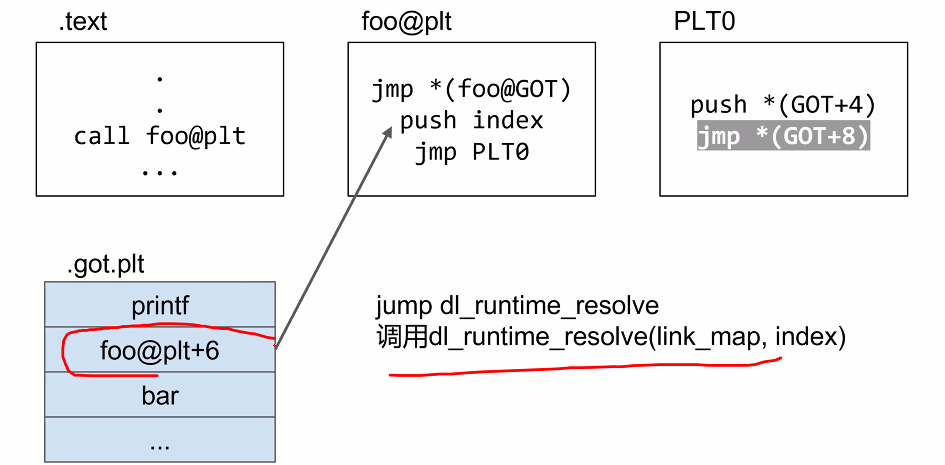 .text
foo@plt
PLT0
.
.
call foo@plt
...
jmp *(foo@GOT)
push index
jmp PLT0
push *(GOT+4)
jmp *(GOT+8)
.got.plt
printf
foo@plt+6
bar
...
jump dl_runtime_resolve
调用dl_runtime_resolve(link_map, index)